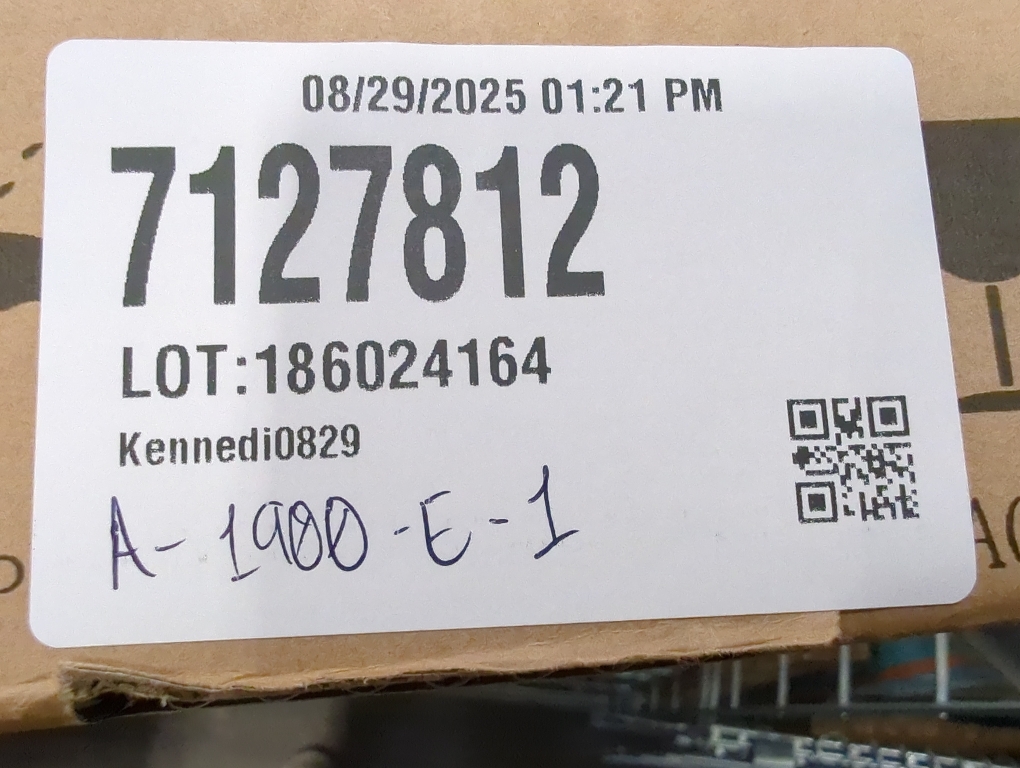 08/29/2025 01:21 PM
7127812
LOT:186024164
Kennedi0829
A- 1900 -E-1